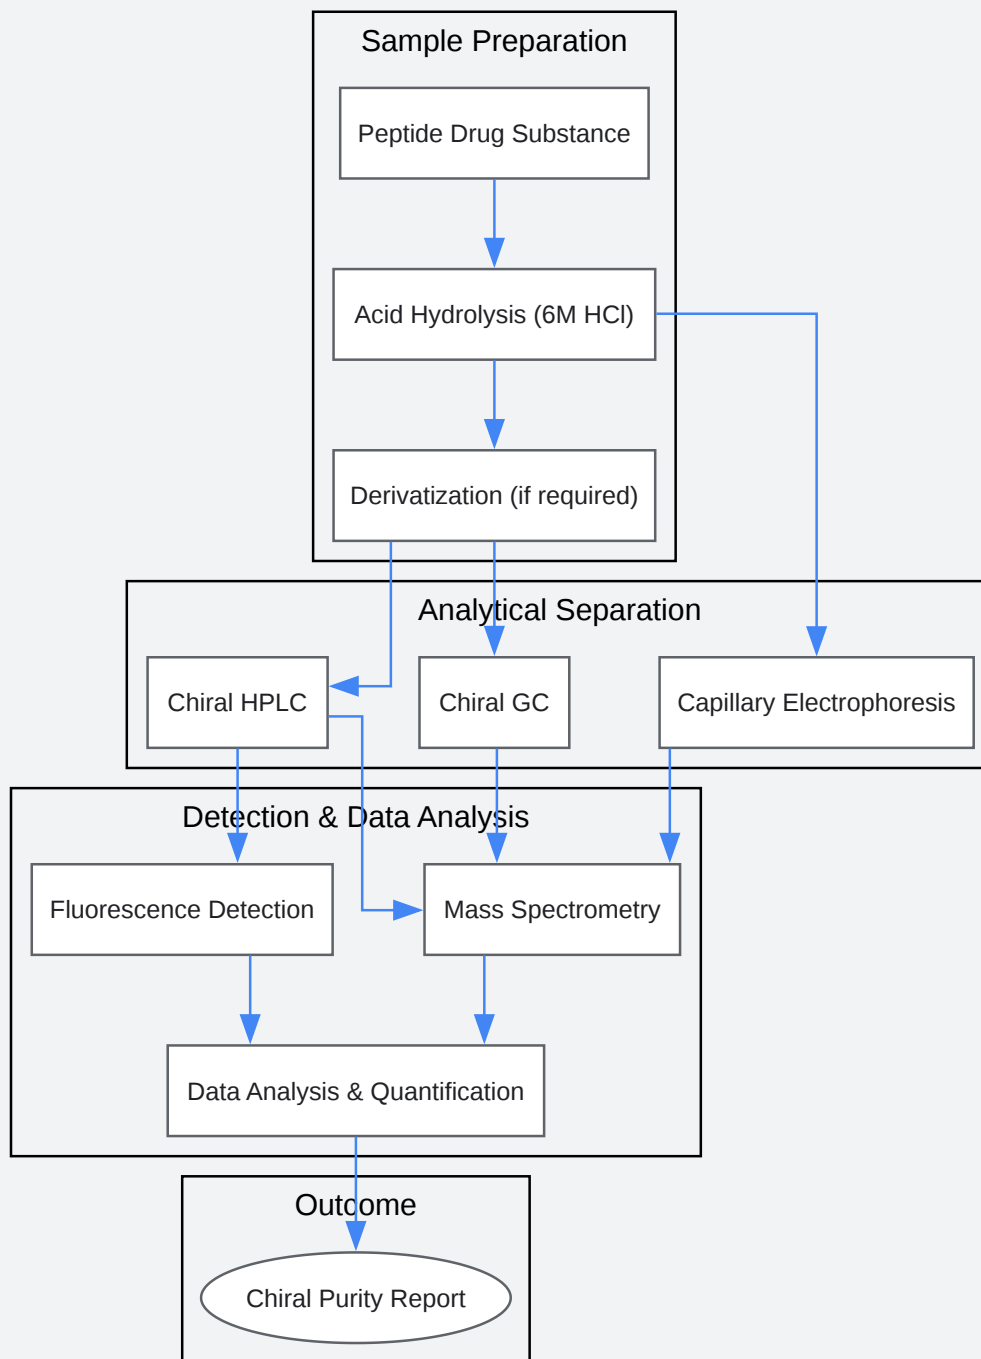 Sample Preparation
Peptide Drug Substance
Acid Hydrolysis (6M HCl)
Derivatization (if required)
Analytical Separation
Chiral HPLC
Chiral GC
Capillary Electrophoresis
Detection & Data Analysis
Fluorescence Detection
Mass Spectrometry
Data Analysis & Quantification
Outcome
Chiral Purity Report